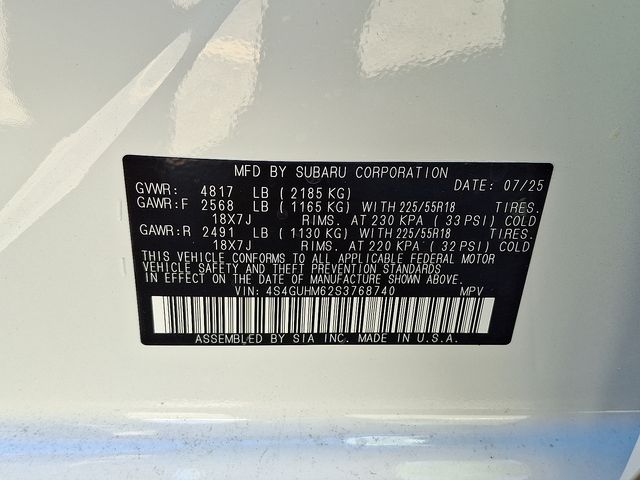 MFD BY SUBARU CORPORATION
GVWR: 4817 LB ( 2185 KG) DATE: 07/25
GAWR:F 2568 LB ( 1165 KG) WITH 225/55R18 TIRES.
18X7J RIMS. AT 230 KPA ( 33 PSI) COLD
GAWR:R 2491 LB ( 1130 KG) WITH 225/55R18 TIRES.
18X7J RIMS. AT 220 KPA ( 32 PSI) COLD
THIS VEHICLE CONFORMS TO ALL APPLICABLE FEDERAL MOTOR
VEHICLE SAFETY AND THEFT PREVENTION STANDARDS
IN EFFECT ON THE DATE OF MANUFACTURE SHOWN ABOVE.
VIN: 4S4GUHM62S3768740 MPV
ASSEMBLED BY SIA INC. MADE IN U.S.A.